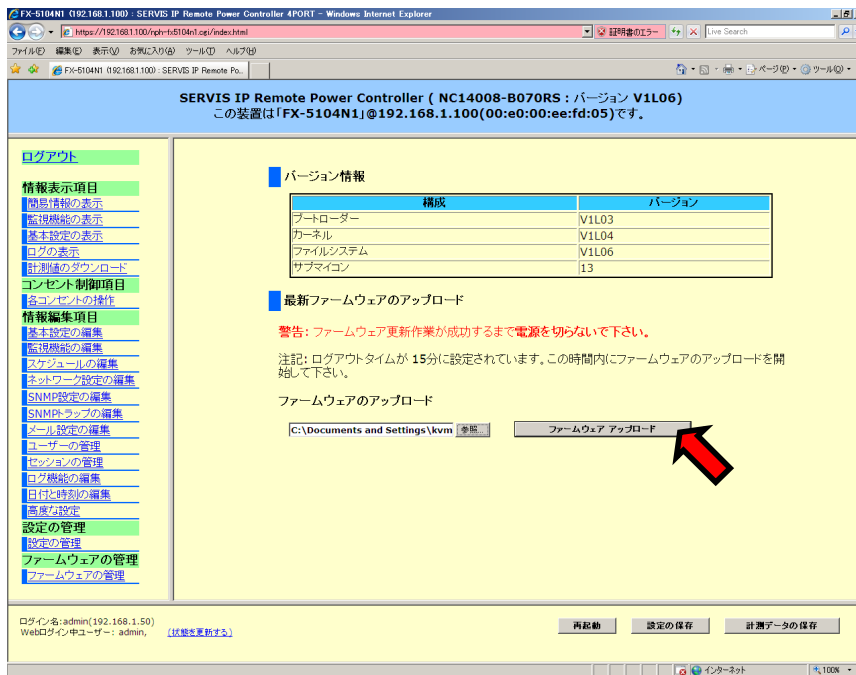 FX-5104N1 (192.168.1.100) : SERVIS IP Remote Power Controller 4PORT - Windows Internet Explorer
https://192.168.1.100/nph-fx5104n1.cgi/index.html
証明書のエラー
Live Search
ファイル(F) 編集(E) 表示(V) お気に入り(A) ツール(T) ヘルプ(H)
FX-5104N1 (192.168.1.100) : SERVIS IP Remote Po...
ページ(P) ツール(O)
SERVIS IP Remote Power Controller ( NC14008-B070RS : バージョン V1L06)
この装置は「FX-5104N1」@192.168.1.100(00:e0:00:ee:fd:05)です。
ログアウト
情報表示項目
簡易情報の表示
監視機能の表示
基本設定の表示
ログの表示
計測値のダウンロード
コンセント制御項目
各コンセントの操作
情報編集項目
基本設定の編集
監視機能の編集
スケジュールの編集
ネットワーク設定の編集
SNMP設定の編集
SNMPトラップの編集
メール設定の編集
ユーザーの管理
セッションの管理
ログ機能の編集
日付と時刻の編集
高度な設定
設定の管理
設定の管理
ファームウェアの管理
ファームウェアの管理
バージョン情報
構成 バージョン
ブートローダー V1L03
カーネル V1L04
ファイルシステム V1L06
サブマイコン 13
最新ファームウェアのアップロード
警告: ファームウェア更新作業が成功するまで電源を切らないで下さい。
注記: ログアウトタイムが 15分に設定されています。この時間内にファームウェアのアップロードを開
始して下さい。
ファームウェアのアップロード
C:\Documents and Settings\kvm 参照... ファームウェア アップロード
ログイン名:admin(192.168.1.50)
Webログイン中ユーザー: admin, (状態を更新する)
再起動 設定の保存 計測データの保存
インターネット 100%